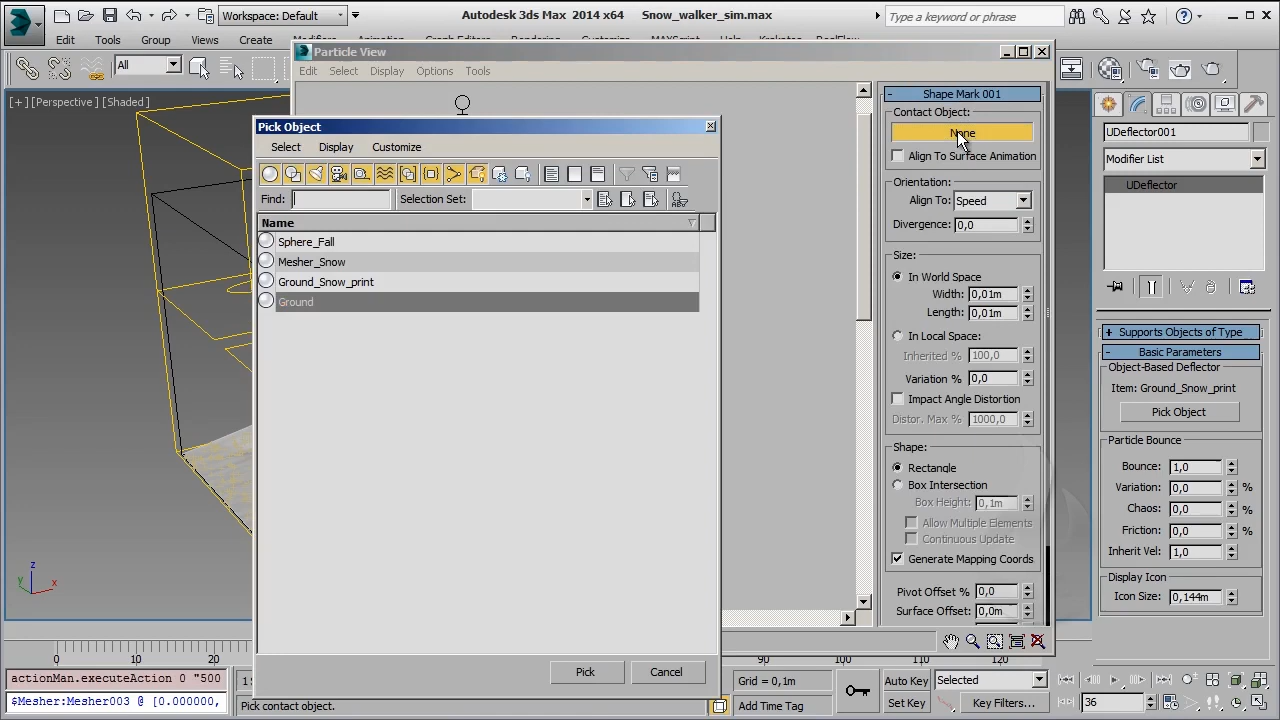 Workspace: Default
Autodesk 3ds Max 2014 x64
Snow_walker_sim.max
Type a keyword or phrase
Edit
Tools
Group
Views
Create
All
Particle View
Edit Select Display Options Tools
[+] [Perspective] [Shaded]
Pick Object
Select Display Customize
Find:
Selection Set:
Name
Sphere_Fall
Mesher_Snow
Ground_Snow_print
Ground
Pick
Cancel
Shape Mark 001
Contact Object:
None
Align To Surface Animation
Orientation:
Align To: Speed
Divergence: 0,0
Size:
In World Space
Width: 0,01m
Length: 0,01m
In Local Space:
Inherited % 100,0
Variation % 0,0
Impact Angle Distortion
Distor. Max % 1000,0
Shape:
Rectangle
Box Intersection
Box Height: 0,1m
Allow Multiple Elements
Continuous Update
Generate Mapping Coords
Pivot Offset % 0,0
Surface Offset: 0,0m
UDeflector001
Modifier List
UDeflector
+ Supports Objects of Type
- Basic Parameters
Object-Based Deflector
Item: Ground_Snow_print
Pick Object
Particle Bounce
Bounce: 1,0
Variation: 0,0 %
Chaos: 0,0 %
Friction: 0,0 %
Inherit Vel: 1,0
Display Icon
Icon Size: 0,144m
z
y
x
0 10 20
90 100 110 120
actionMan.executeAction 0 "500
$Mesher:Mesher003 @ [0.000000,
Pick contact object.
Grid = 0,1m
Add Time Tag
Auto Key
Selected
Set Key
Key Filters...
36